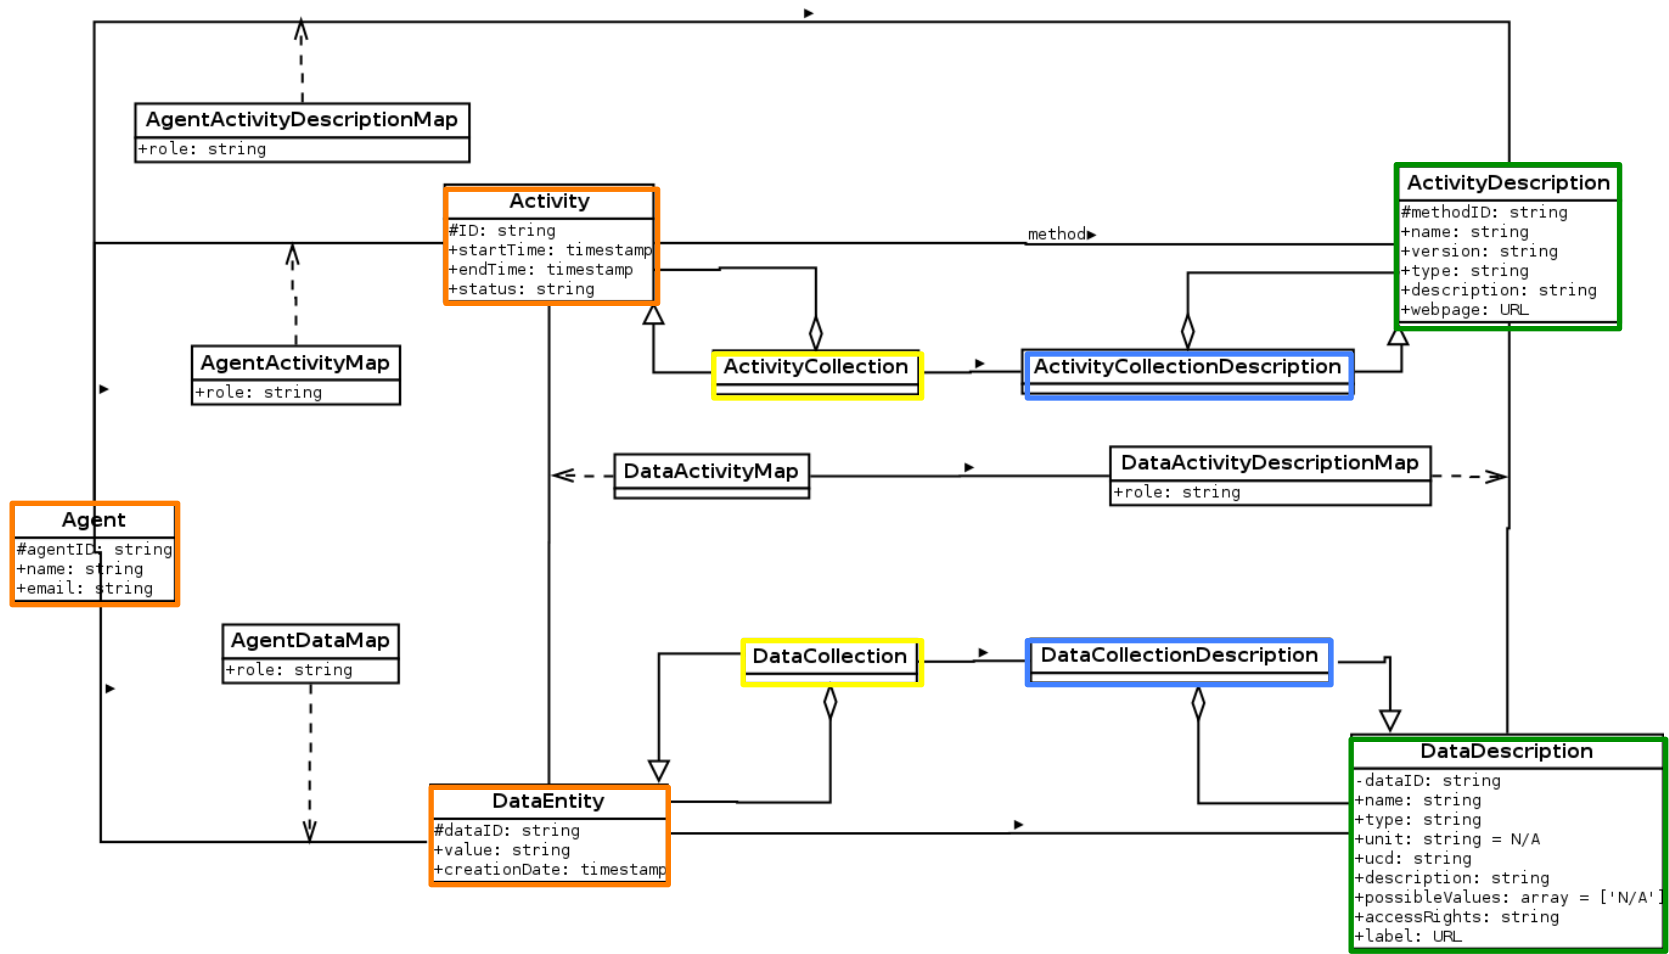 AgentActivityDescriptionMap
+role: string
Activity
#ID: string
+startTime: timestamp
+endTime: timestamp
+status: string
method
ActivityDescription
#methodID: string
+name: string
+version: string
+type: string
+description: string
+webpage: URL
AgentActivityMap
+role: string
ActivityCollection
ActivityCollectionDescription
DataActivityMap
DataActivityDescriptionMap
+role: string
Agent
#agentID: string
+name: string
+email: string
AgentDataMap
+role: string
DataCollection
DataCollectionDescription
DataEntity
#dataID: string
+value: string
+creationDate: timestamp
DataDescription
-dataID: string
+name: string
+type: string
+unit: string = N/A
+ucd: string
+description: string
+possibleValues: array = ['N/A']
+accessRights: string
+label: URL